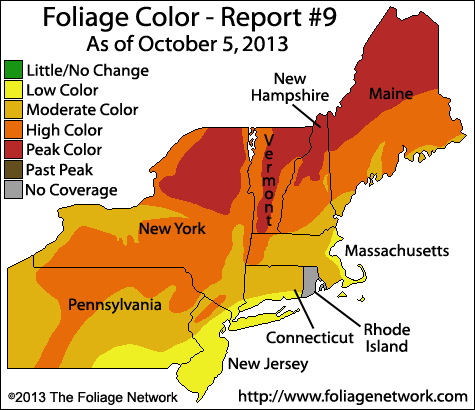 Foliage Color - Report #9
As of October 5, 2013
Little/No Change
Low Color
Moderate Color
High Color
Peak Color
Past Peak
No Coverage
New
Hampshire
Maine
Vermont
New York
Massachusetts
Pennsylvania
Connecticut
Rhode
Island
New Jersey
©2013 The Foliage Network
http://www.foliagenetwork.com